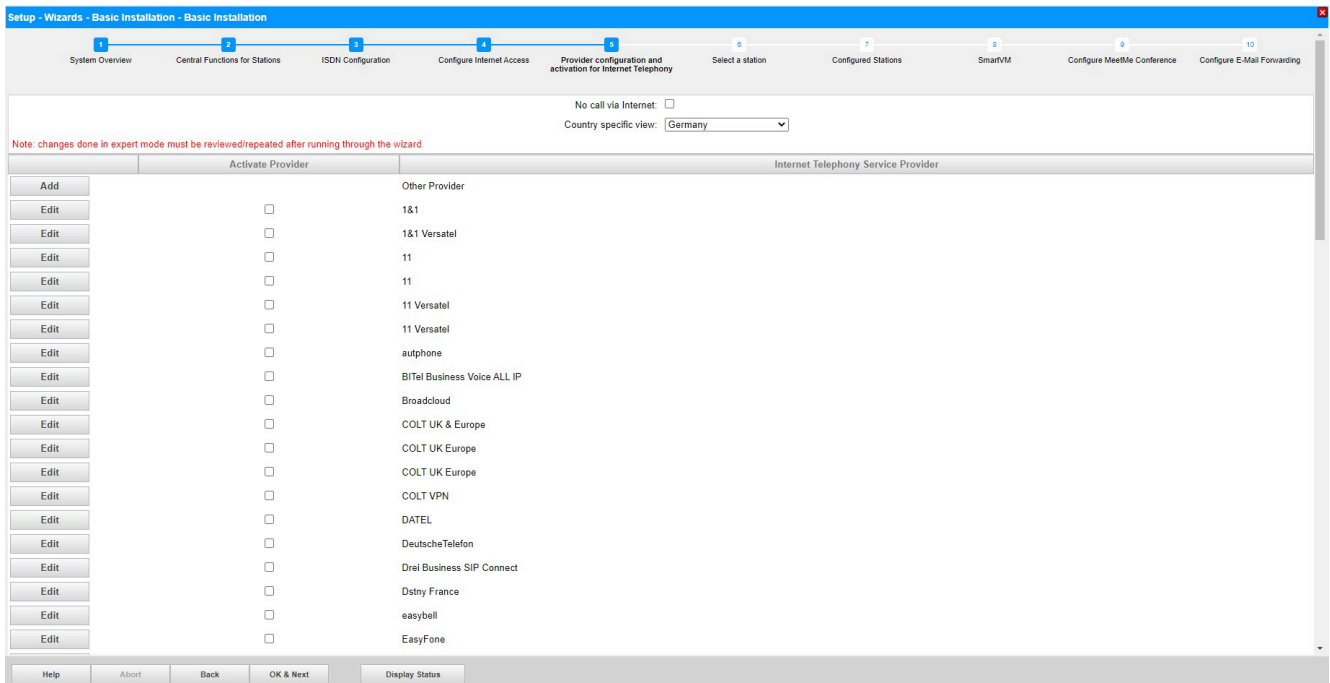 Setup - Wizards - Basic Installation - Basic Installation
1 2 3 4 5 6 7 8 9 10
System Overview Central Functions for Stations ISDN Configuration Configure Internet Access Provider configuration and activation for Internet Telephony Select a station Configured Stations SmartVM Configure MeetMe Conference Configure E-Mail Forwarding
No call via Internet:
Country specific view: Germany
Note: changes done in expert mode must be reviewed/repeated after running through the wizard.
Activate Provider Internet Telephony Service Provider
Add Other Provider
Edit 1&1
Edit 1&1 Versatel
Edit 11
Edit 11
Edit 11 Versatel
Edit 11 Versatel
Edit autphone
Edit BITel Business Voice ALL IP
Edit Broadcloud
Edit COLT UK & Europe
Edit COLT UK Europe
Edit COLT UK Europe
Edit COLT VPN
Edit DATEL
Edit DeutscheTelefon
Edit Drei Business SIP Connect
Edit Dstny France
Edit easybell
Edit EasyFone
Help Abort Back OK & Next Display Status